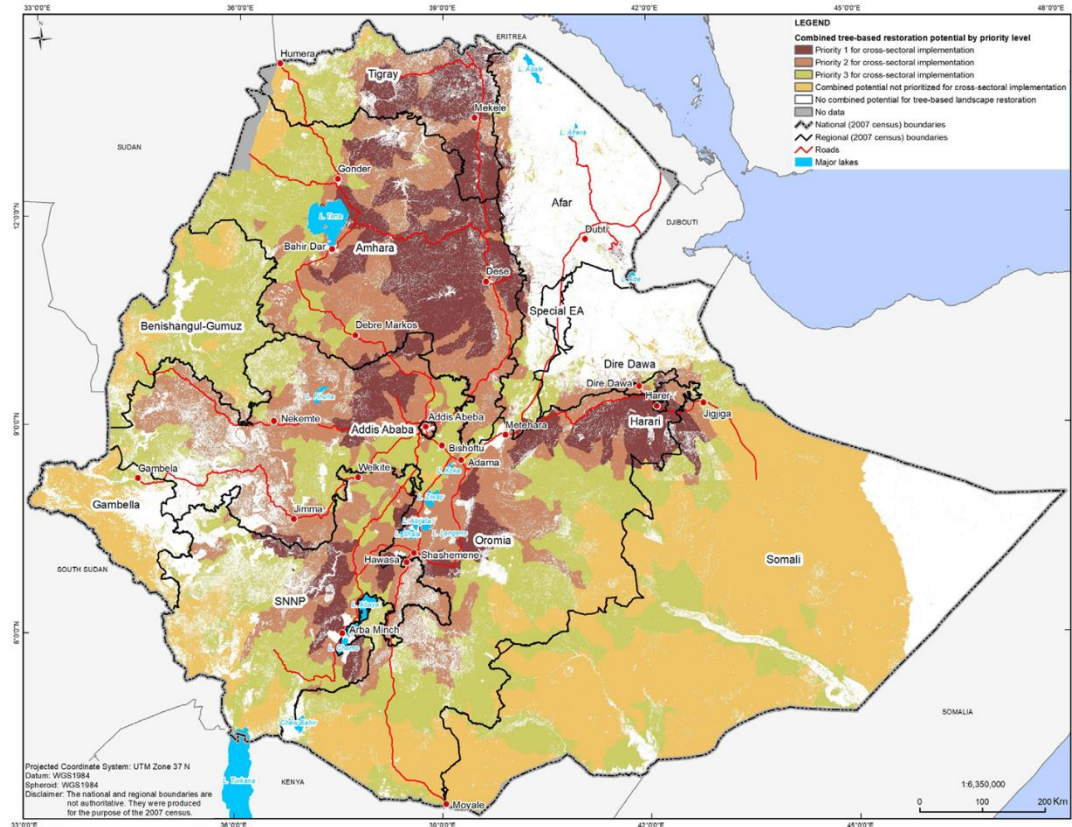 33°0'0"E
36°0'0"E
39°0'0"E
42°0'0"E
45°0'0"E
48°0'0"E
N
LEGEND
Combined tree-based restoration potential by priority level
Priority 1 for cross-sectoral implementation
Priority 2 for cross-sectoral implementation
Priority 3 for cross-sectoral implementation
Combined potential not prioritized for cross-sectoral implementation
No combined potential for tree-based landscape restoration
No data
National (2007 census) boundaries
Regional (2007 census) boundaries
Roads
Major lakes
ERITREA
Humera
Tigray
Mekele
SUDAN
L. Afera
Gonder
L. Tana
Afar
12°0'0"N
DJIBOUTI
Dubti
Bahir Dar
Amhara
Dese
Special EA
Benishangul-Gumuz
Debre Markos
Dire Dawa
Dire Dawa
Harer
Jigjiga
Nekemte
9°0'0"N
Addis Abeba
Addis Ababa
Metehara
Harari
Bishoftu
Adama
Gambela
Welkite
L. Koka
L. Ziway
Gambella
Jimma
L. Abijata
L. Langano
Oromia
Shashemene
Hawasa
Somali
SOUTH SUDAN
SNNP
L. Abaya
Arba Minch
6°0'0"N
L. Chamo
Chew Bahir
SOMALIA
L. Turkana
KENYA
Moyale
Projected Coordinate System: UTM Zone 37 N
Datum: WGS1984
Spheroid: WGS1984
Disclaimer: The national and regional boundaries are
not authoritative. They were produced
for the purpose of the 2007 census.
1:6,350,000
0 100 200 Km
33°0'0"E
36°0'0"E
39°0'0"E
42°0'0"E
45°0'0"E